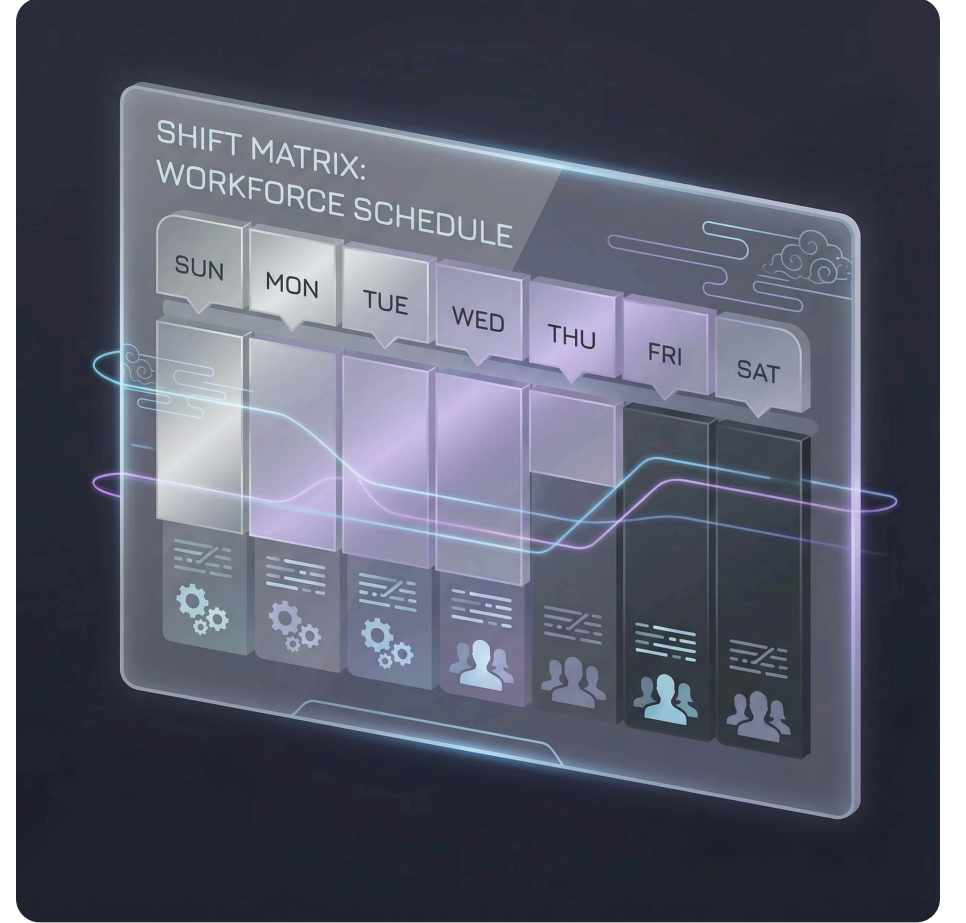 SHIFT MATRIX:
WORKFORCE SCHEDULE
SUN
MON
TUE
WED
THU
FRI
SAT